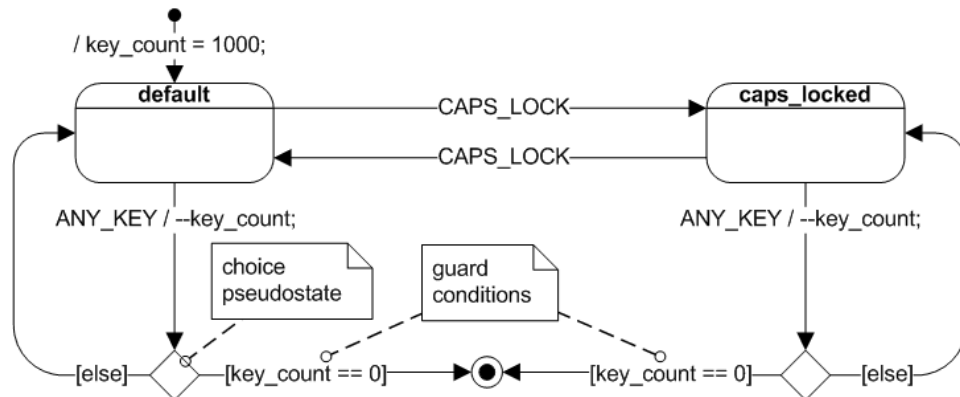 / key_count = 1000;
default
caps_locked
CAPS_LOCK
CAPS_LOCK
ANY_KEY / --key_count;
ANY_KEY / --key_count;
choice
pseudostate
guard
conditions
[else]
[key_count == 0]
[key_count == 0]
[else]